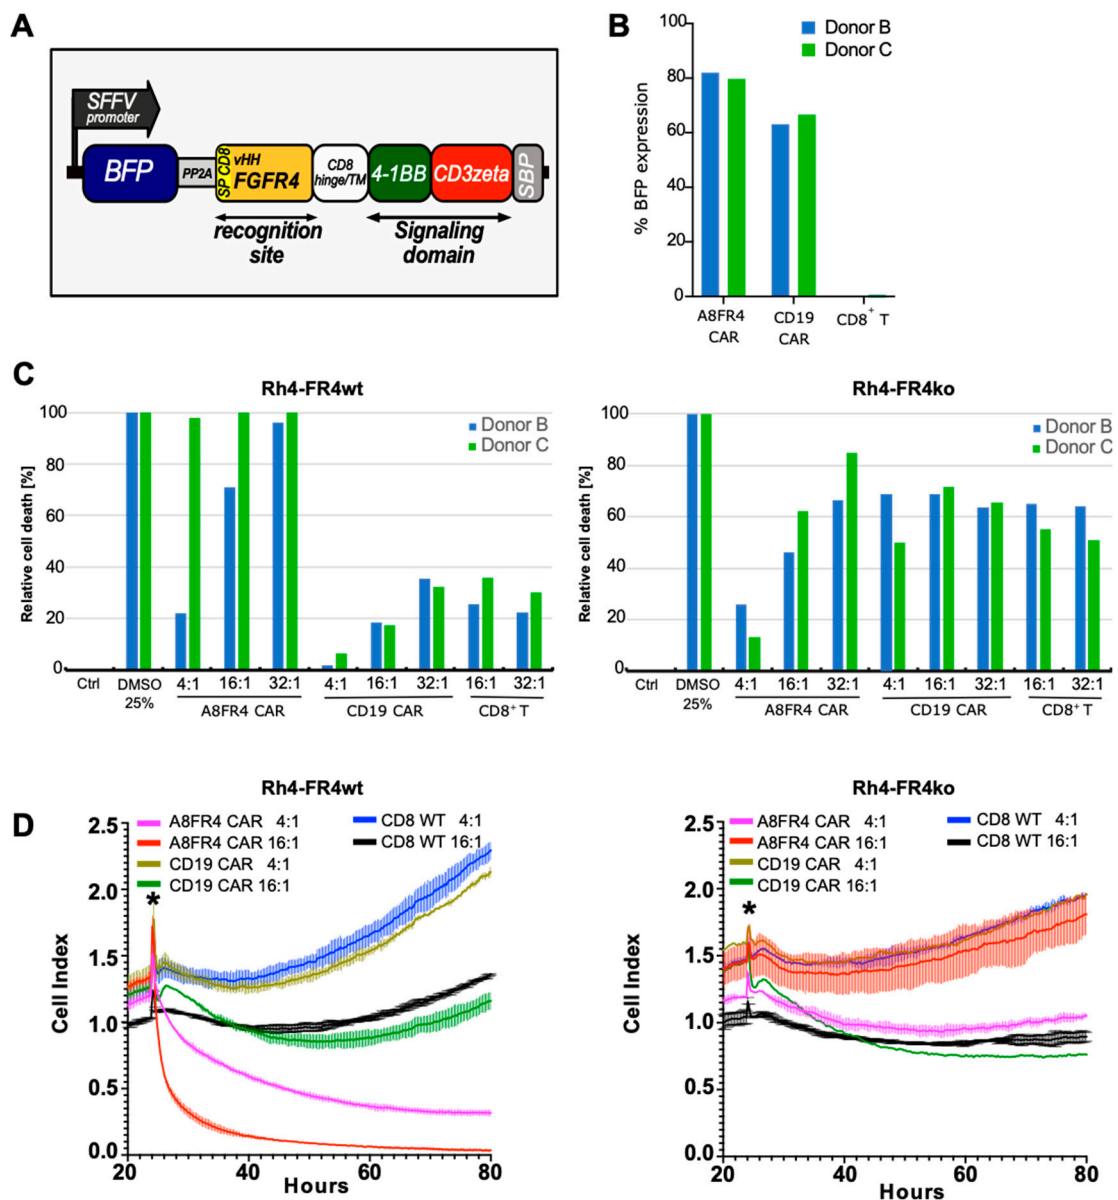 A
SFFV
promoter
BFP
PP2A
SP CD8
vHH
FGFR4
CD8
hinge/TM
4-1BB
CD3zeta
SBP
recognition
site
Signaling
domain
B
Donor B
Donor C
% BFP expression
100
80
60
40
20
0
A8FR4
CAR
CD19
CAR
CD8+ T
C
Rh4-FR4wt
Donor B
Donor C
Relative cell death [%]
100
80
60
40
20
0
Ctrl
DMSO
25%
4:1 16:1 32:1
A8FR4 CAR
4:1 16:1 32:1
CD19 CAR
16:1 32:1
CD8+ T
Rh4-FR4ko
Donor B
Donor C
Relative cell death [%]
100
80
60
40
20
0
Ctrl
DMSO
25%
4:1 16:1 32:1
A8FR4 CAR
4:1 16:1 32:1
CD19 CAR
16:1 32:1
CD8+ T
D
Rh4-FR4wt
A8FR4 CAR 4:1
A8FR4 CAR 16:1
CD19 CAR 4:1
CD19 CAR 16:1
CD8 WT 4:1
CD8 WT 16:1
*
Cell Index
2.5
2.0
1.5
1.0
0.5
0.0
20 40 60 80
Hours
Rh4-FR4ko
A8FR4 CAR 4:1
A8FR4 CAR 16:1
CD19 CAR 4:1
CD19 CAR 16:1
CD8 WT 4:1
CD8 WT 16:1
*
Cell Index
2.5
2.0
1.5
1.0
0.5
0.0
20 40 60 80
Hours